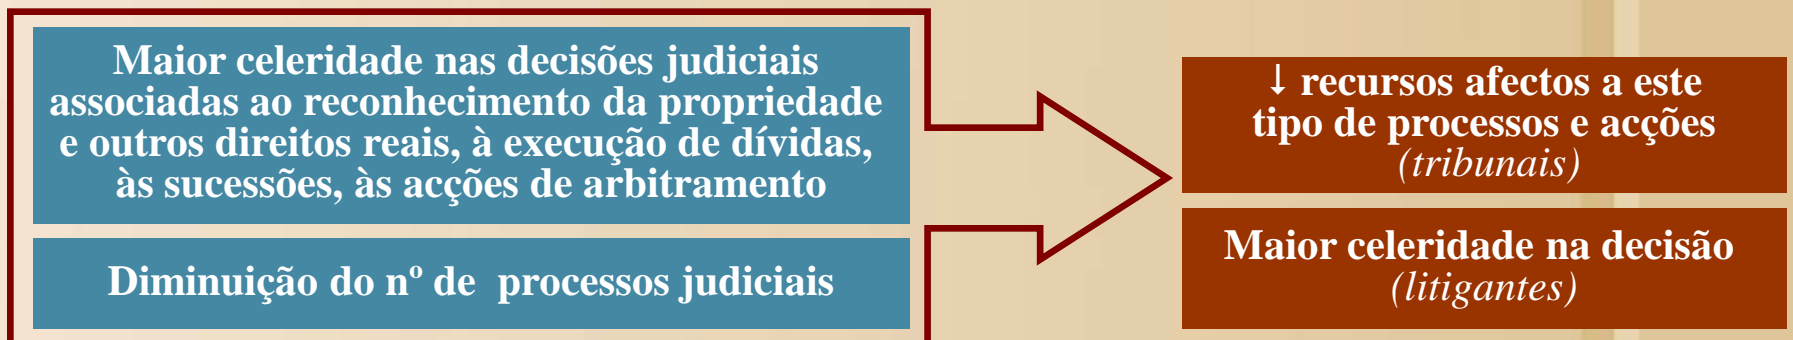 Maior celeridade nas decisões judiciais
associadas ao reconhecimento da propriedade
e outros direitos reais, à execução de dívidas,
às sucessões, às acções de arbitramento
Diminuição do nº de processos judiciais
↓ recursos afectos a este
tipo de processos e acções
(tribunais)
Maior celeridade na decisão
(litigantes)